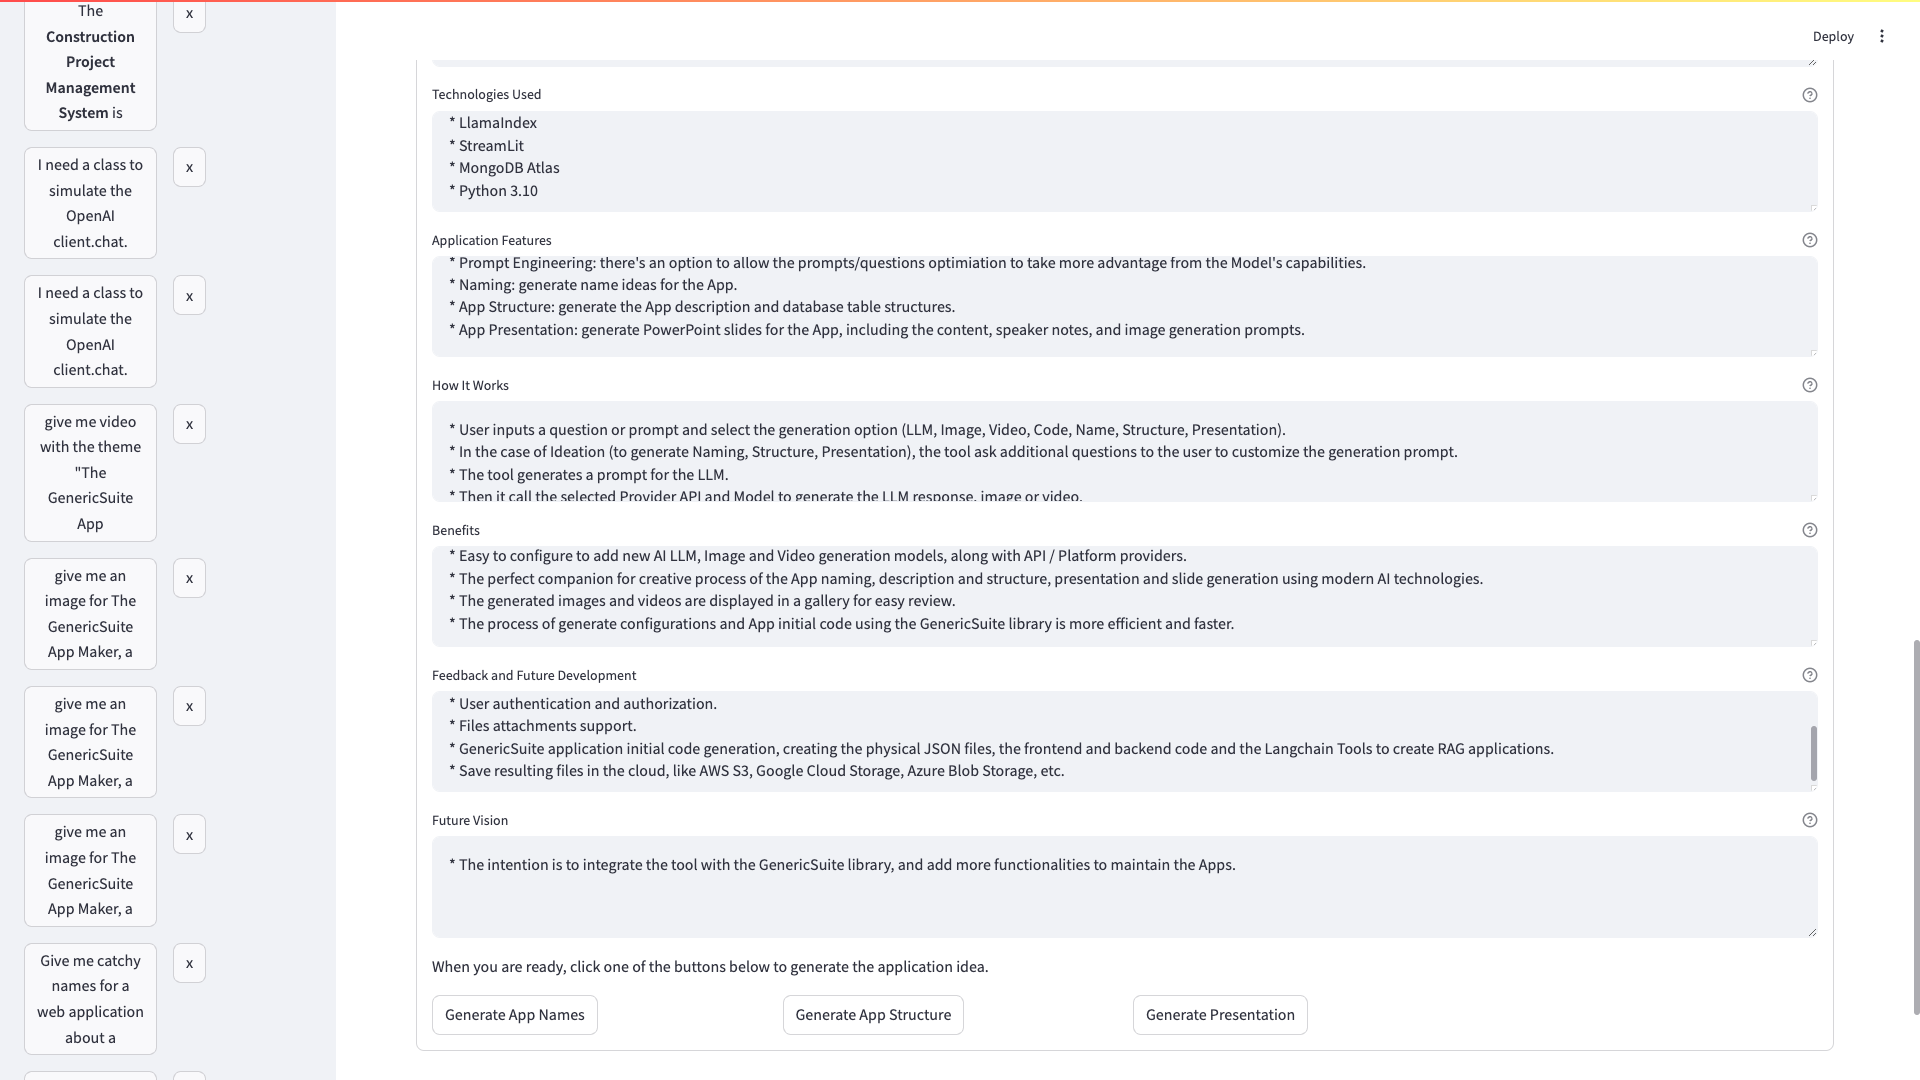 The
x
Construction
Project
Management
System is
I need a class to
x
simulate the
OpenAI
client.chat.
I need a class to
x
simulate the
OpenAI
client.chat.
give me video
x
with the theme
"The
GenericSuite
App
give me an
x
image for The
GenericSuite
App Maker, a
give me an
x
image for The
GenericSuite
App Maker, a
give me an
x
image for The
GenericSuite
App Maker, a
Give me catchy
x
names for a
web application
about a
Deploy
Technologies Used
* LlamaIndex
* StreamLit
* MongoDB Atlas
* Python 3.10
Application Features
* Prompt Engineering: there's an option to allow the prompts/questions optimiation to take more advantage from the Model's capabilities.
* Naming: generate name ideas for the App.
* App Structure: generate the App description and database table structures.
* App Presentation: generate PowerPoint slides for the App, including the content, speaker notes, and image generation prompts.
How It Works
* User inputs a question or prompt and select the generation option (LLM, Image, Video, Code, Name, Structure, Presentation).
* In the case of Ideation (to generate Naming, Structure, Presentation), the tool ask additional questions to the user to customize the generation prompt.
* The tool generates a prompt for the LLM.
* Then it call the selected Provider API and Model to generate the LLM response, image or video.
Benefits
* Easy to configure to add new AI LLM, Image and Video generation models, along with API / Platform providers.
* The perfect companion for creative process of the App naming, description and structure, presentation and slide generation using modern AI technologies.
* The generated images and videos are displayed in a gallery for easy review.
* The process of generate configurations and App initial code using the GenericSuite library is more efficient and faster.
Feedback and Future Development
* User authentication and authorization.
* Files attachments support.
* GenericSuite application initial code generation, creating the physical JSON files, the frontend and backend code and the Langchain Tools to create RAG applications.
* Save resulting files in the cloud, like AWS S3, Google Cloud Storage, Azure Blob Storage, etc.
Future Vision
* The intention is to integrate the tool with the GenericSuite library, and add more functionalities to maintain the Apps.
When you are ready, click one of the buttons below to generate the application idea.
Generate App Names
Generate App Structure
Generate Presentation